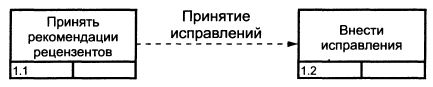 Принять
рекомендации
рецензентов
1.1
Принятие
исправлений
Внести
исправления
1.2